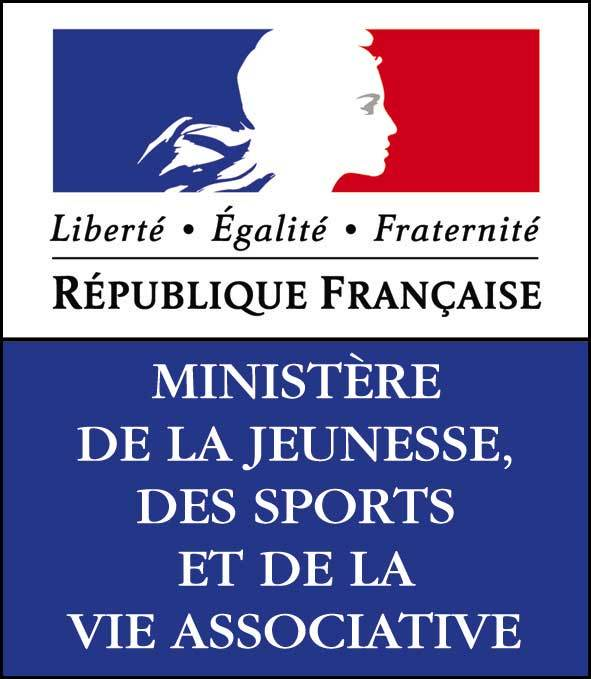 Liberté • Égalité • Fraternité
RÉPUBLIQUE FRANÇAISE
MINISTÈRE
DE LA JEUNESSE,
DES SPORTS
ET DE LA
VIE ASSOCIATIVE